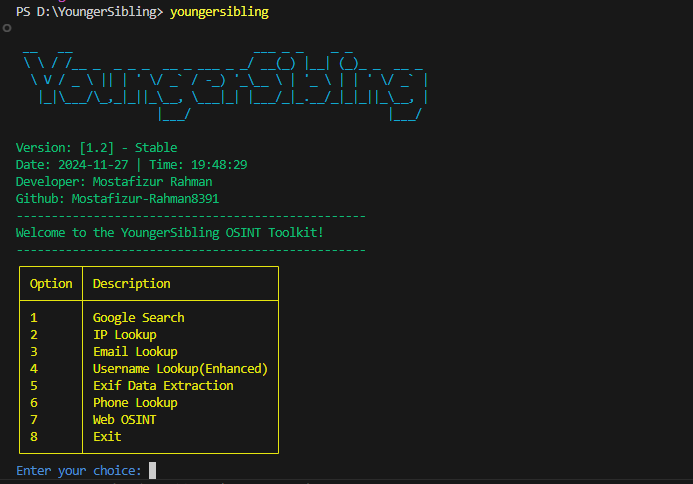 PS D:\YoungerSibling> youngersibling
YoungerSibling
Version: [1.2] - Stable
Date: 2024-11-27 | Time: 19:48:29
Developer: Mostafizur Rahman
Github: Mostafizur-Rahman8391
--------------------------------------------------
Welcome to the YoungerSibling OSINT Toolkit!
--------------------------------------------------
Option Description
1 Google Search
2 IP Lookup
3 Email Lookup
4 Username Lookup(Enhanced)
5 Exif Data Extraction
6 Phone Lookup
7 Web OSINT
8 Exit
Enter your choice: